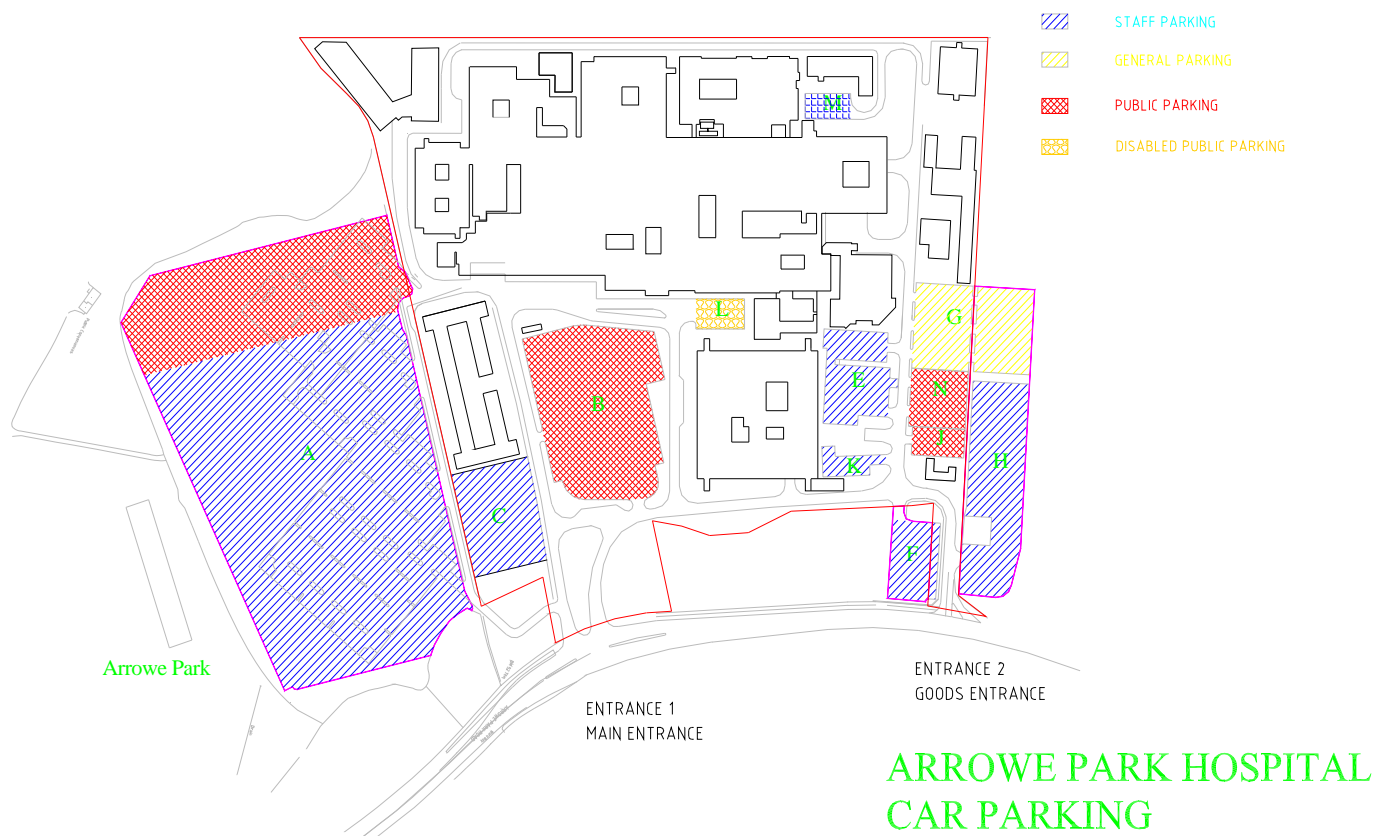 STAFF PARKING
GENERAL PARKING
PUBLIC PARKING
DISABLED PUBLIC PARKING
M
L
G
E
N
B
J
A
K
H
C
F
Arrowe Park
ENTRANCE 1
MAIN ENTRANCE
ENTRANCE 2
GOODS ENTRANCE
ARROWE PARK HOSPITAL
CAR PARKING